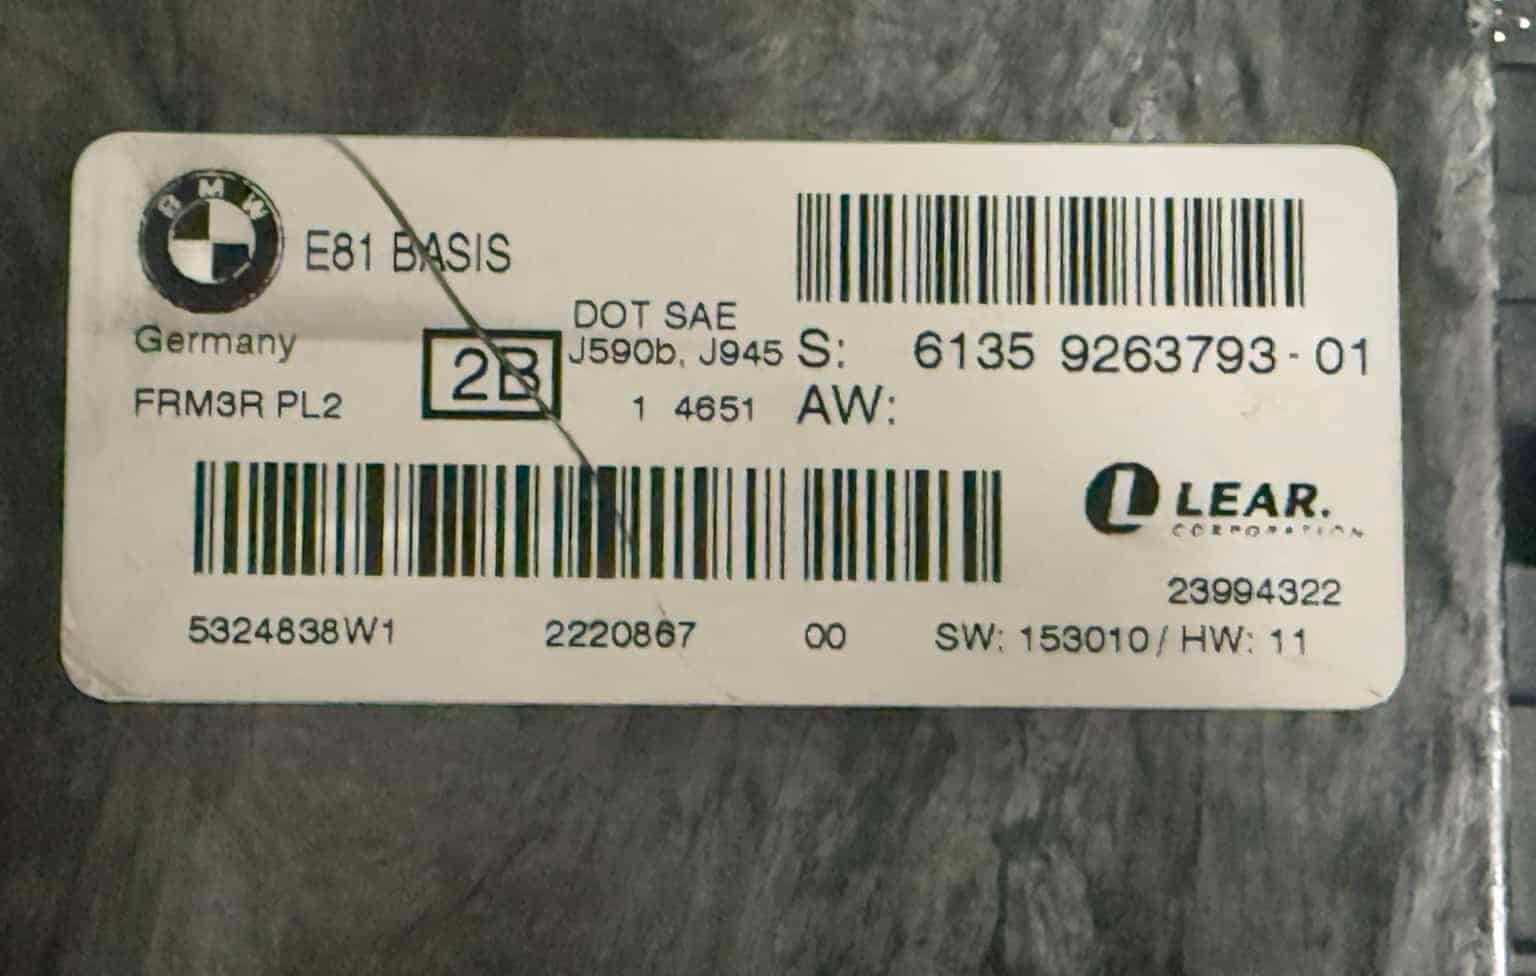 BMW
E81 BASIS
Germany
FRM3R PL2
2B
DOT SAE
J590b, J945
1 4651
S: 6135 9263793-01
AW:
LEAR.
CORPORATION
23994322
5324838W1 2220867 00 SW: 153010/HW: 11